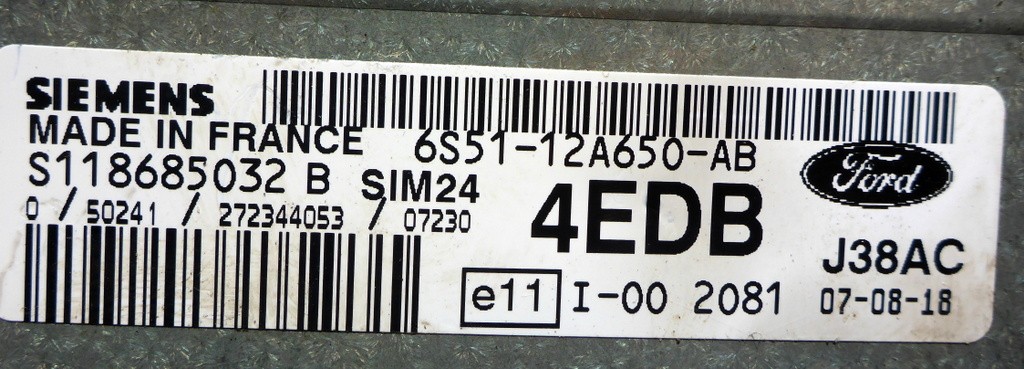 SIEMENS
MADE IN FRANCE
6S51-12A650-AB
S118685032 B SIM24
Ford
0 / 50241 / 272344053 / 07230
4EDB
J38AC
e11 I-00 2081
07-08-18